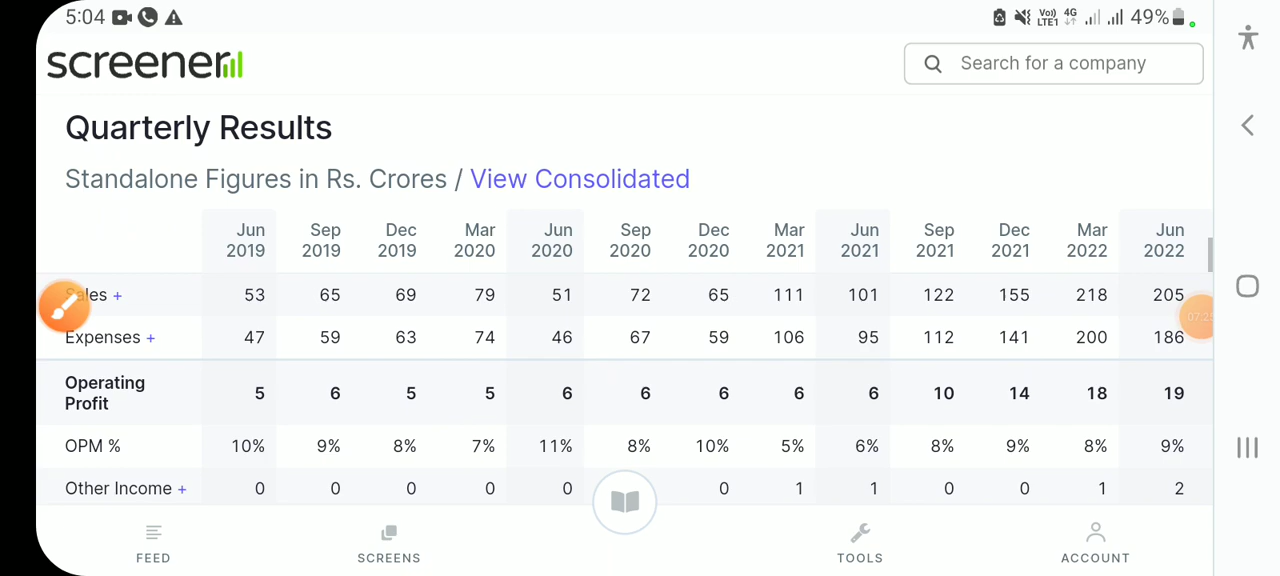 5:04 Vo)) LTE1 4G 49%
screener
Search for a company
Quarterly Results
Standalone Figures in Rs. Crores / View Consolidated
Jun 2019 Sep 2019 Dec 2019 Mar 2020 Jun 2020 Sep 2020 Dec 2020 Mar 2021 Jun 2021 Sep 2021 Dec 2021 Mar 2022 Jun 2022
Sales + 53 65 69 79 51 72 65 111 101 122 155 218 205
Expenses + 47 59 63 74 46 67 59 106 95 112 141 200 186
Operating Profit 5 6 5 5 6 6 6 6 6 10 14 18 19
OPM % 10% 9% 8% 7% 11% 8% 10% 5% 6% 8% 9% 8% 9%
Other Income + 0 0 0 0 0 0 1 1 0 0 1 2
FEED SCREENS TOOLS ACCOUNT